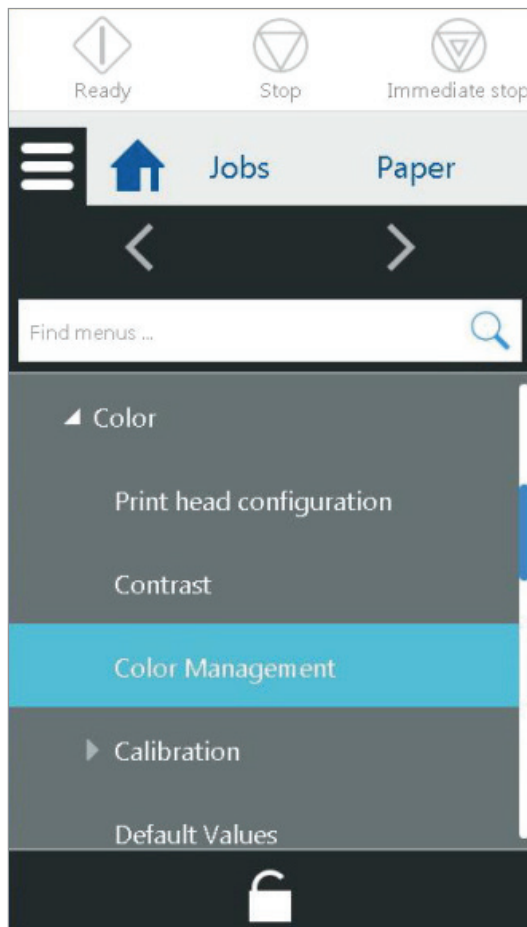 Ready Stop Immediate stop
Jobs Paper
Find menus ...
Color
Print head configuration
Contrast
Color Management
Calibration
Default Values